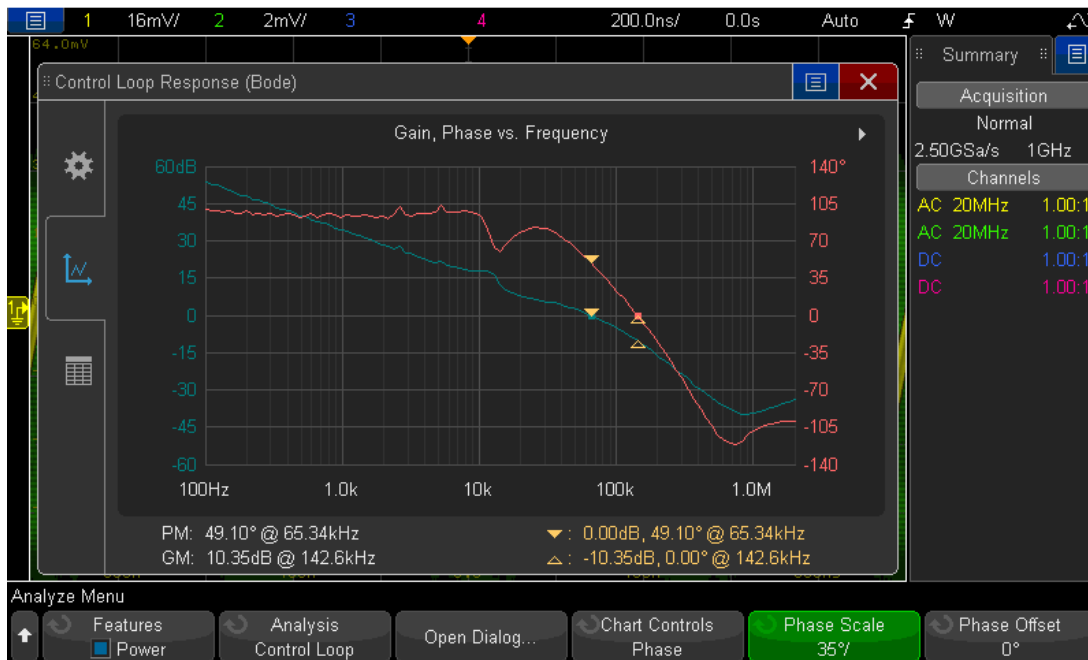 1 16mV/ 2 2mV/ 3 4 200.0ns/ 0.0s Auto W
64.0mV
Summary
Control Loop Response (Bode)
Acquisition
Normal
2.50GSa/s 1GHz
Channels
AC 20MHz 1.00:1
AC 20MHz 1.00:1
DC 1.00:1
DC 1.00:1
Gain, Phase vs. Frequency
60dB 140°
45 105
30 70
15 35
0 0
-15 -35
-30 -70
-45 -105
-60 -140
100Hz 1.0k 10k 100k 1.0M
PM: 49.10° @ 65.34kHz : 0.00dB, 49.10° @ 65.34kHz
GM: 10.35dB @ 142.6kHz : -10.35dB, 0.00° @ 142.6kHz
Analyze Menu
Features
Power
Analysis
Control Loop
Open Dialog...
Chart Controls
Phase
Phase Scale
35°/
Phase Offset
0°